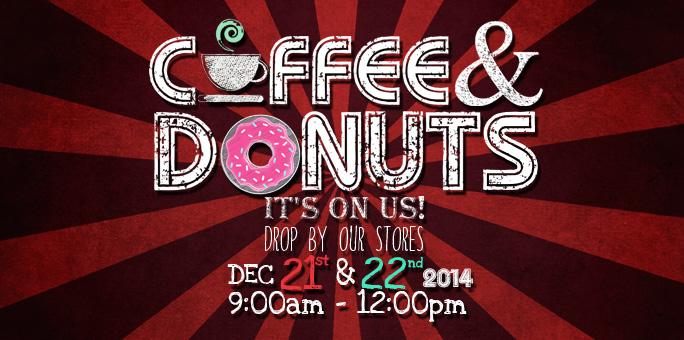 COFFEE &
DONUTS
IT'S ON US!
DROP BY OUR STORES
DEC 21st & 22nd 2014
9:00am - 12:00pm